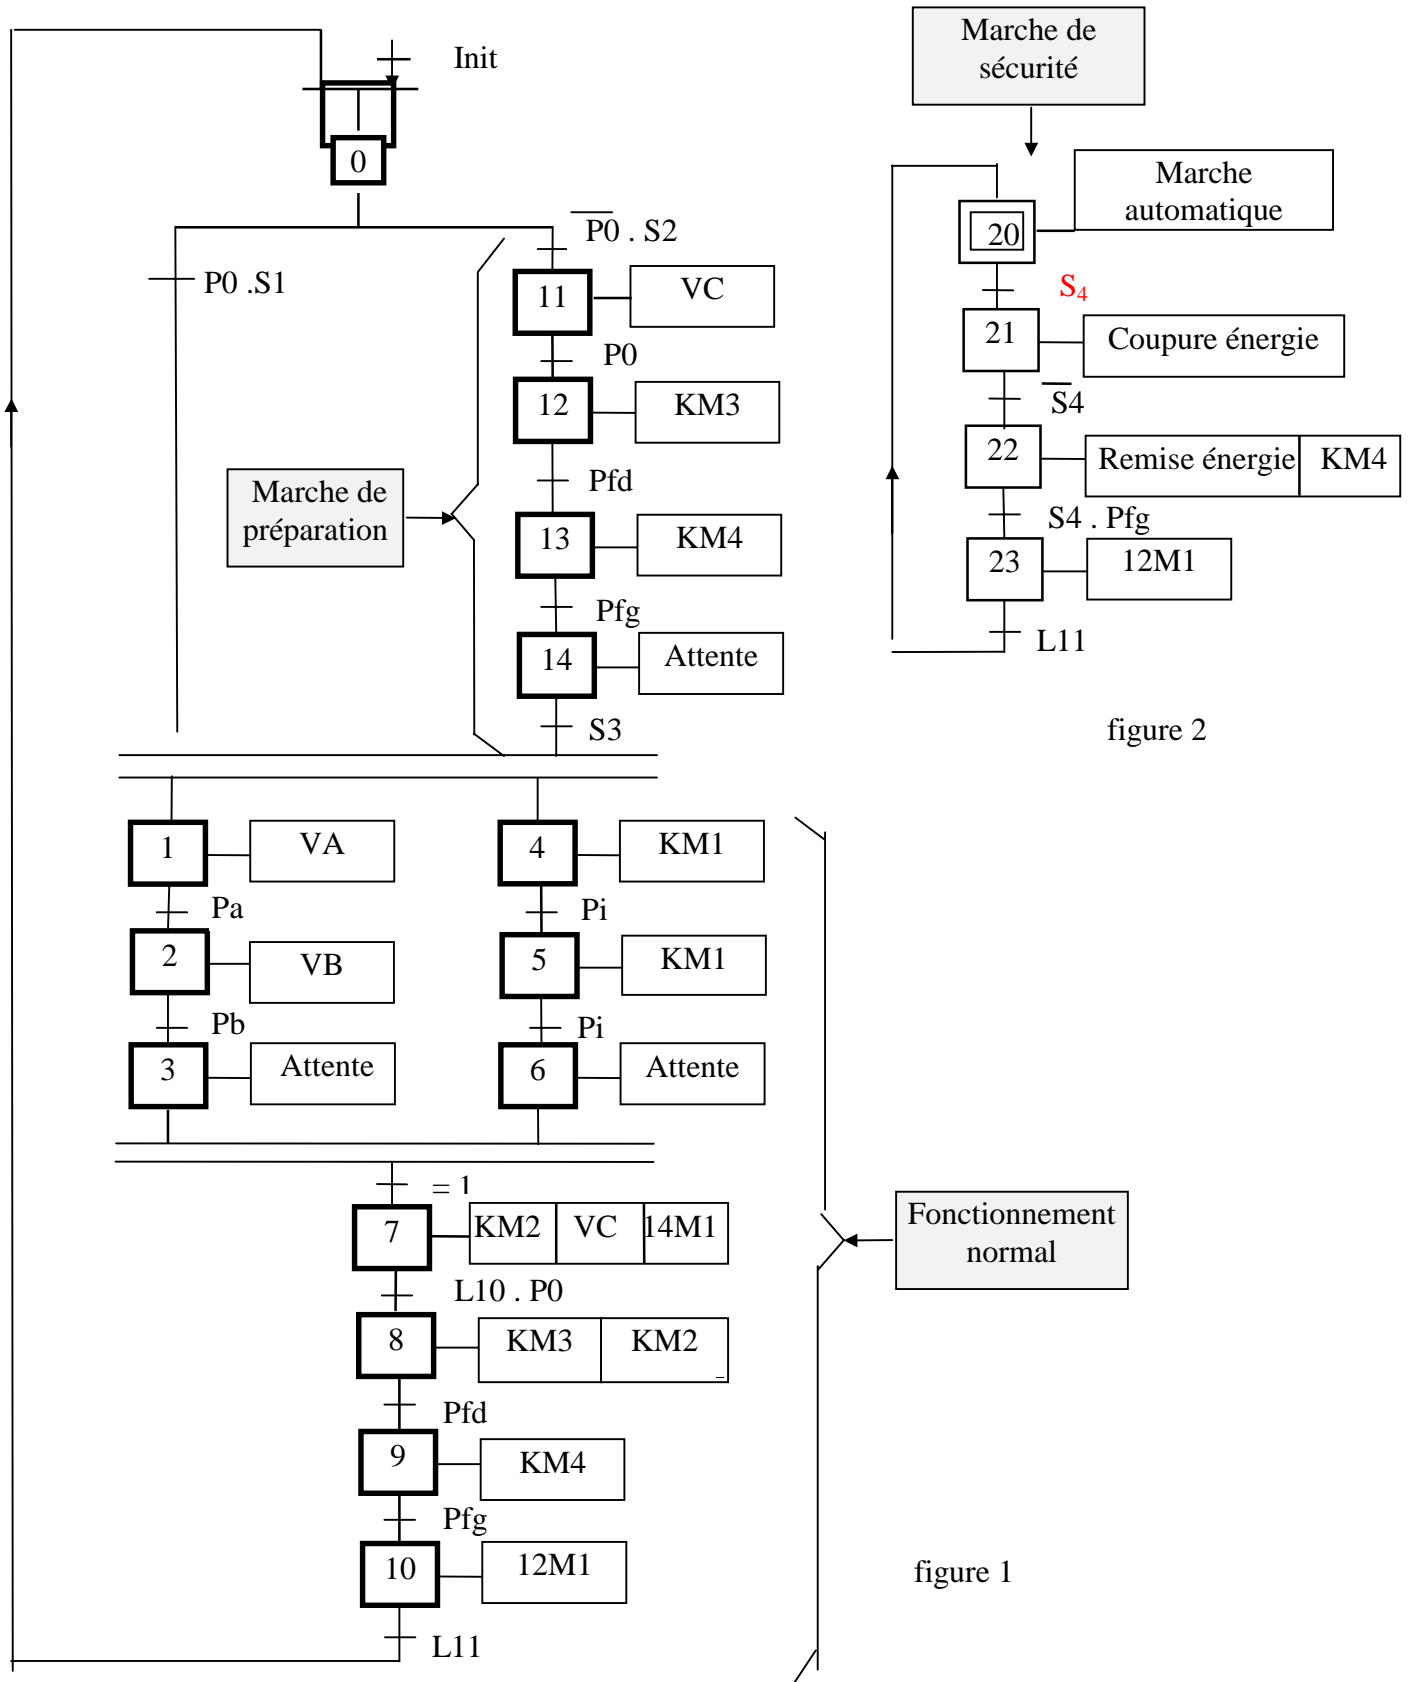 Init
0
P0 .S1
P̅0̅ . S2
11
VC
P0
12
KM3
Pfd
Marche de
préparation
13
KM4
Pfg
14
Attente
S3
1
VA
Pa
2
VB
Pb
3
Attente
4
KM1
Pi
5
KM1
Pi
6
Attente
= 1
7
KM2 VC 14M1
L10 . P0
8
KM3 KM2
Pfd
9
KM4
Pfg
10
12M1
L11
Fonctionnement
normal
figure 1
Marche de
sécurité
20
Marche
automatique
S4
21
Coupure énergie
S̅4̅
22
Remise énergie KM4
S4 . Pfg
23
12M1
L11
figure 2